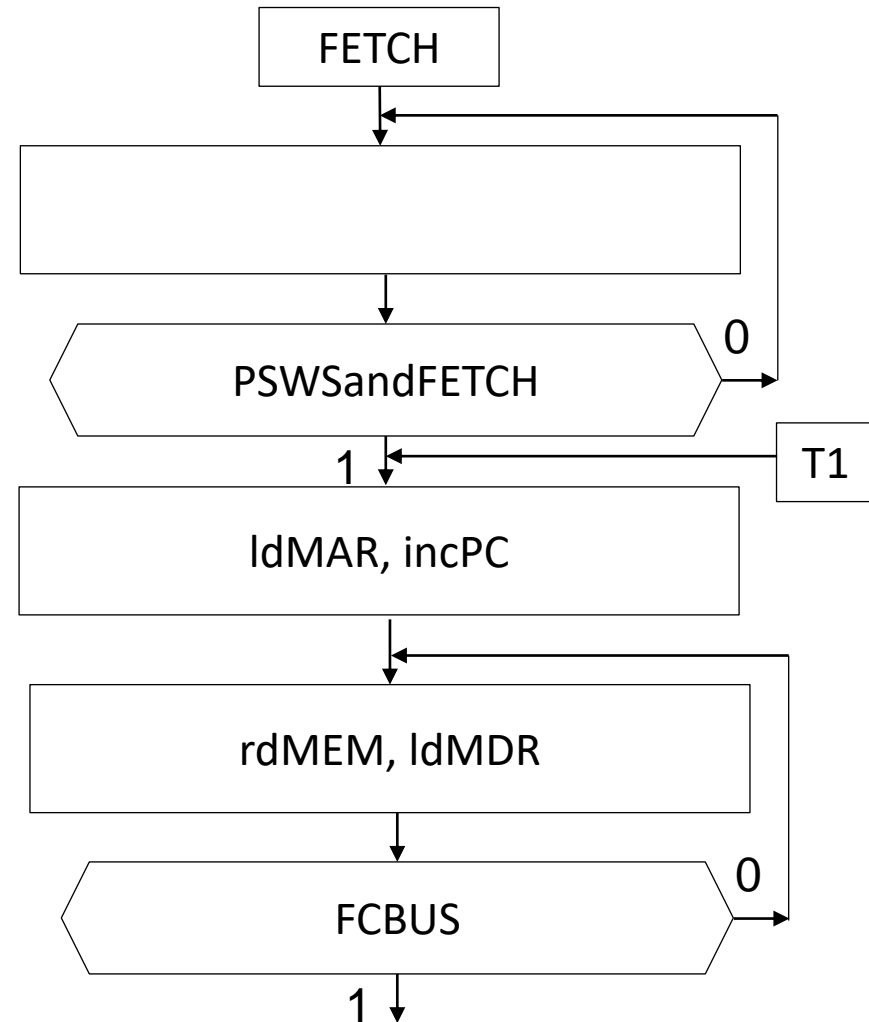 FETCH
PSWSandFETCH
0
1
T1
ldMAR, incPC
rdMEM, ldMDR
FCBUS
0
1